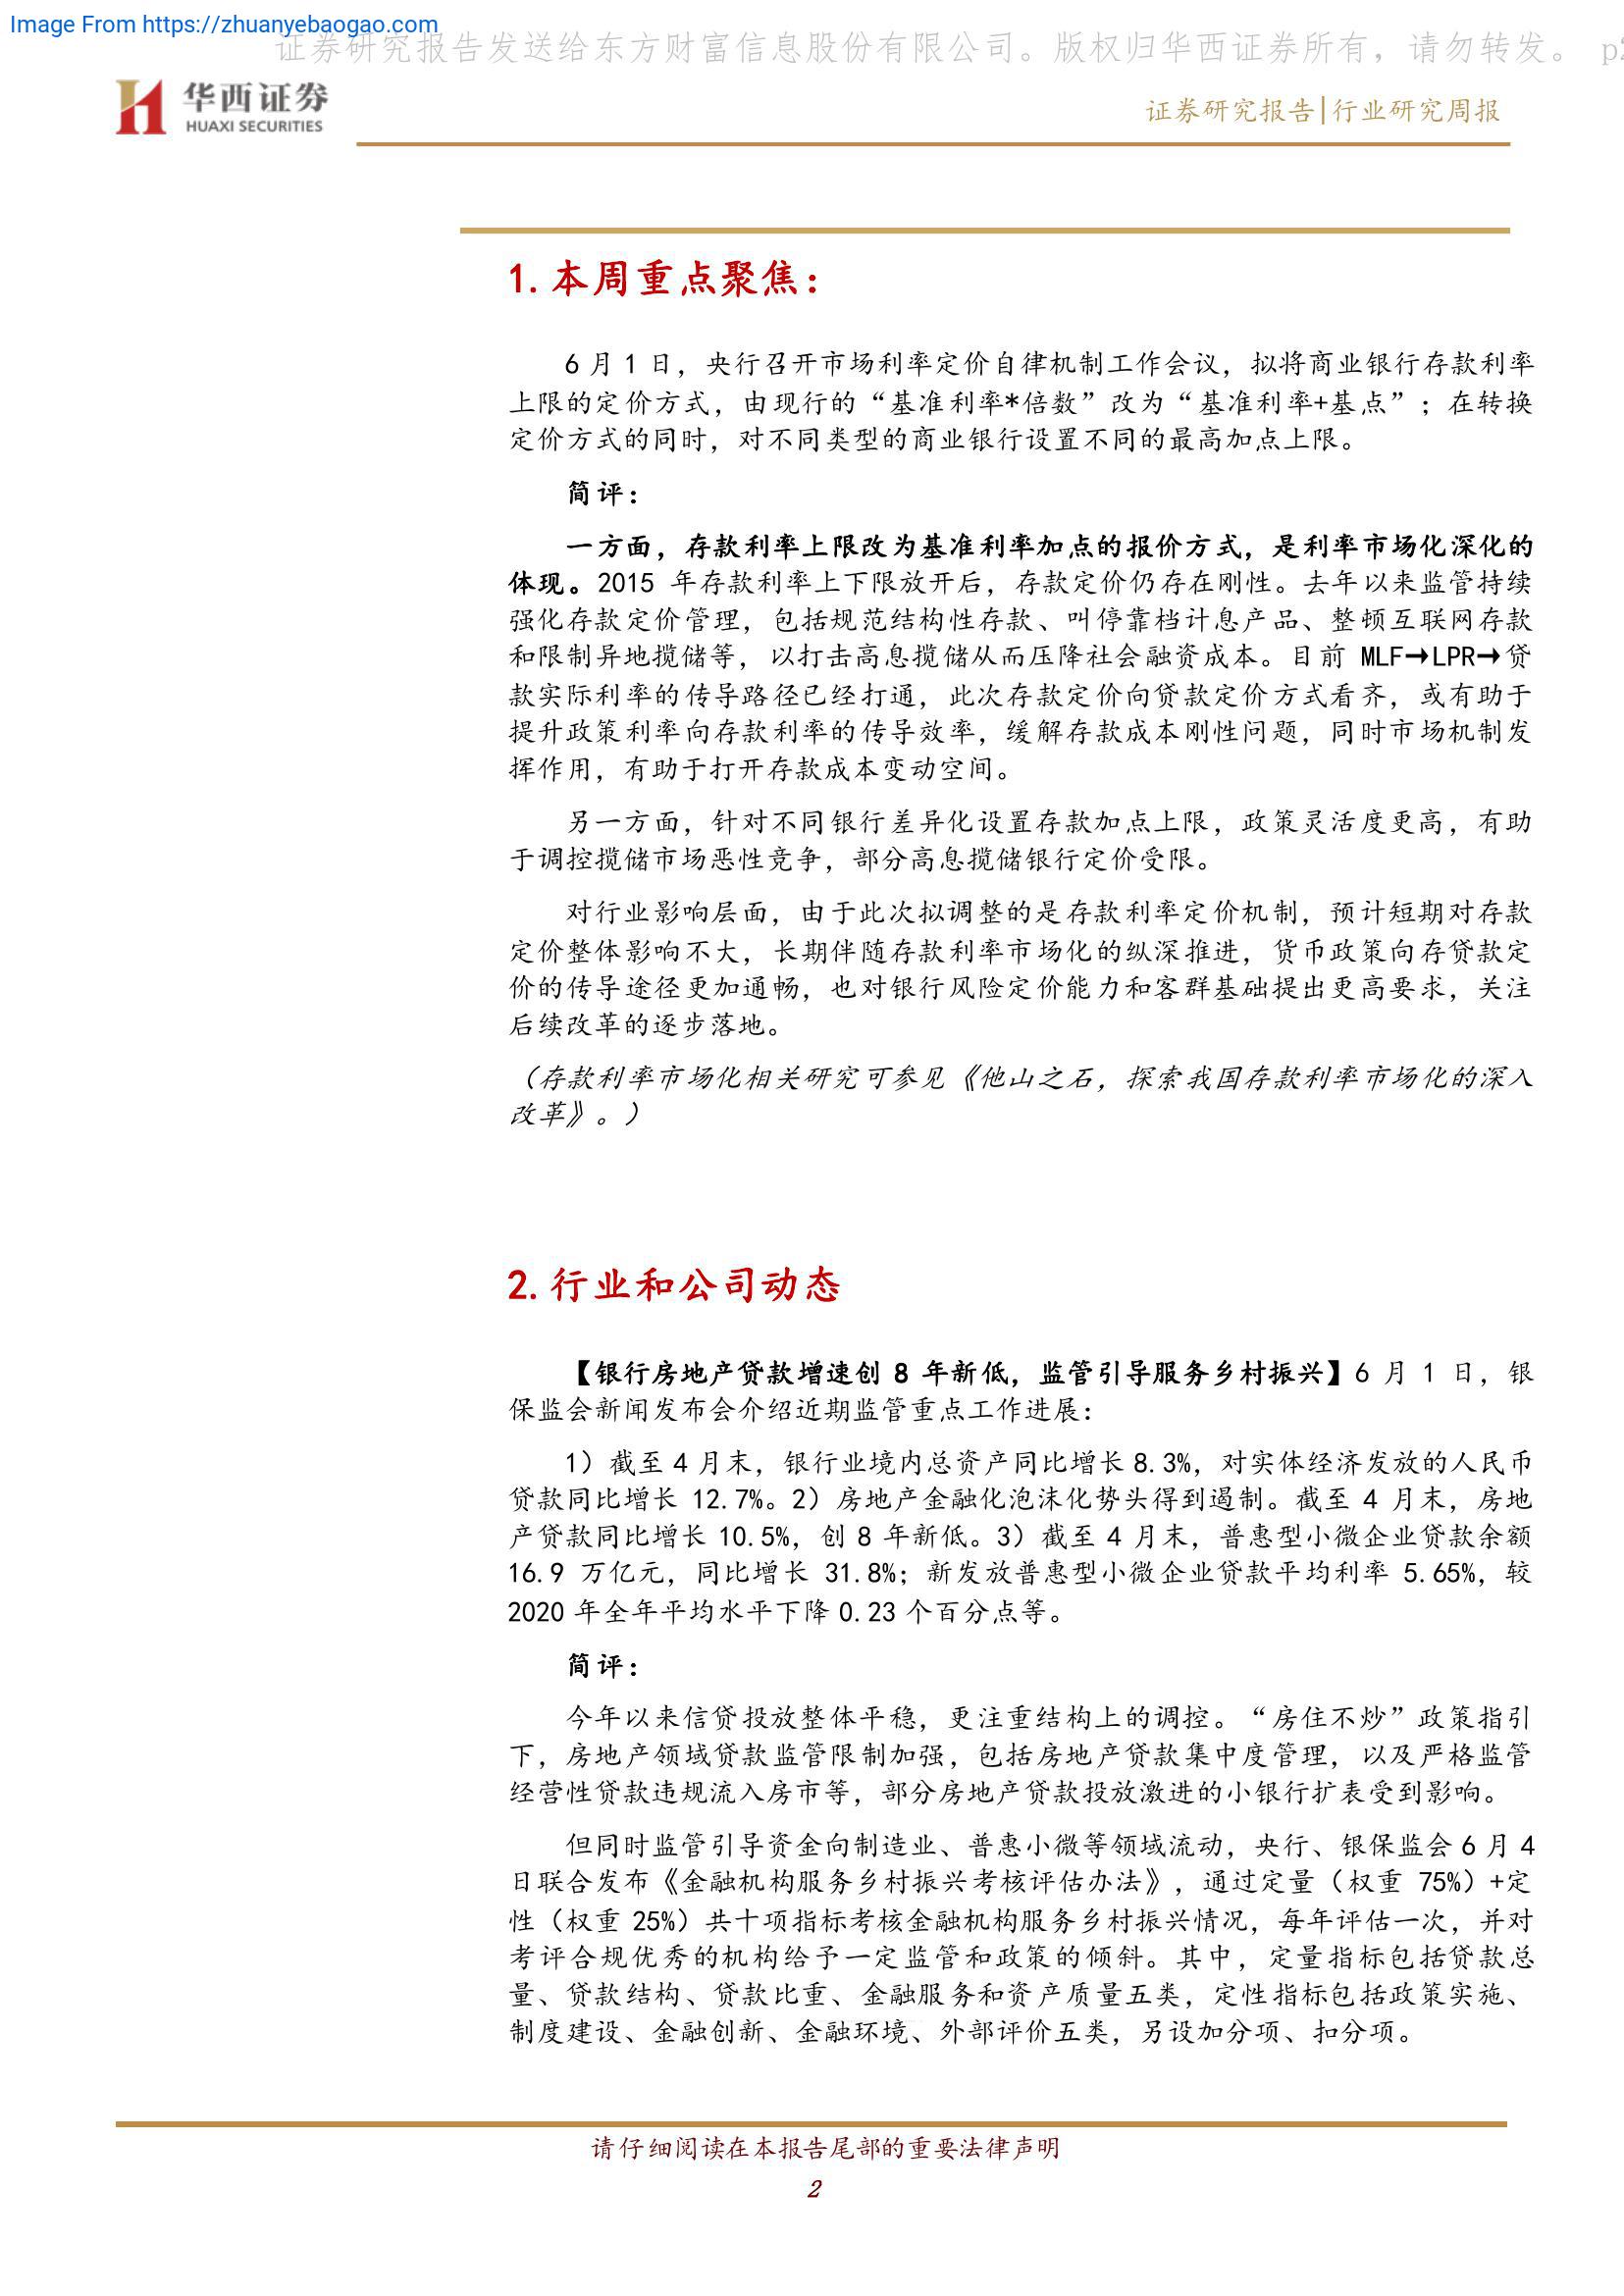 Image From https://zhuanyebaogao.com
证券研究报告发送给东方财富信息股份有限公司。版权归华西证券所有，请勿转发。 p2
华西证券
HUAXI SECURITIES
证券研究报告|行业研究周报
1.本周重点聚焦：
6 月 1 日，央行召开市场利率定价自律机制工作会议，拟将商业银行存款利率
上限的定价方式，由现行的“基准利率*倍数”改为“基准利率+基点”；在转换
定价方式的同时，对不同类型的商业银行设置不同的最高加点上限。
简评：
一方面，存款利率上限改为基准利率加点的报价方式，是利率市场化深化的
体现。2015 年存款利率上下限放开后，存款定价仍存在刚性。去年以来监管持续
强化存款定价管理，包括规范结构性存款、叫停靠档计息产品、整顿互联网存款
和限制异地揽储等，以打击高息揽储从而压降社会融资成本。目前 MLF→LPR→贷
款实际利率的传导路径已经打通，此次存款定价向贷款定价方式看齐，或有助于
提升政策利率向存款利率的传导效率，缓解存款成本刚性问题，同时市场机制发
挥作用，有助于打开存款成本变动空间。
另一方面，针对不同银行差异化设置存款加点上限，政策灵活度更高，有助
于调控揽储市场恶性竞争，部分高息揽储银行定价受限。
对行业影响层面，由于此次拟调整的是存款利率定价机制，预计短期对存款
定价整体影响不大，长期伴随存款利率市场化的纵深推进，货币政策向存贷款定
价的传导途径更加通畅，也对银行风险定价能力和客群基础提出更高要求，关注
后续改革的逐步落地。
（存款利率市场化相关研究可参见《他山之石，探索我国存款利率市场化的深入
改革》。）
2.行业和公司动态
【银行房地产贷款增速创 8 年新低，监管引导服务乡村振兴】6 月 1 日，银
保监会新闻发布会介绍近期监管重点工作进展：
1）截至 4 月末，银行业境内总资产同比增长 8.3%，对实体经济发放的人民币
贷款同比增长 12.7%。2）房地产金融化泡沫化势头得到遏制。截至 4 月末，房地
产贷款同比增长 10.5%，创 8 年新低。3）截至 4 月末，普惠型小微企业贷款余额
16.9 万亿元，同比增长 31.8%；新发放普惠型小微企业贷款平均利率 5.65%，较
2020 年全年平均水平下降 0.23 个百分点等。
简评：
今年以来信贷投放整体平稳，更注重结构上的调控。“房住不炒”政策指引
下，房地产领域贷款监管限制加强，包括房地产贷款集中度管理，以及严格监管
经营性贷款违规流入房市等，部分房地产贷款投放激进的小银行扩表受到影响。
但同时监管引导资金向制造业、普惠小微等领域流动，央行、银保监会 6 月 4
日联合发布《金融机构服务乡村振兴考核评估办法》，通过定量（权重 75%）+定
性（权重 25%）共十项指标考核金融机构服务乡村振兴情况，每年评估一次，并对
考评合规优秀的机构给予一定监管和政策的倾斜。其中，定量指标包括贷款总
量、贷款结构、贷款比重、金融服务和资产质量五类，定性指标包括政策实施、
制度建设、金融创新、金融环境、外部评价五类，另设加分项、扣分项。
请仔细阅读在本报告尾部的重要法律声明
2